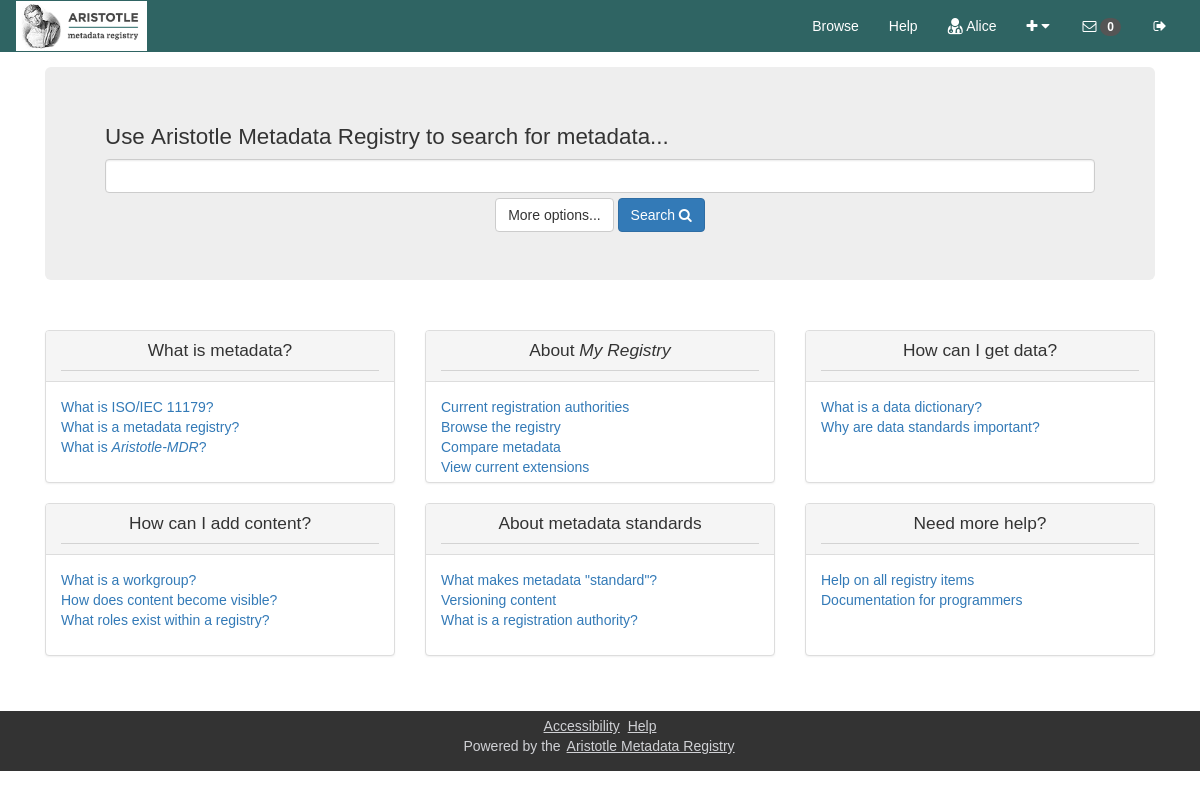 ARISTOTLE
metadata registry
Browse Help Alice 0
Use Aristotle Metadata Registry to search for metadata...
More options... Search
What is metadata?
What is ISO/IEC 11179?
What is a metadata registry?
What is Aristotle-MDR?
About My Registry
Current registration authorities
Browse the registry
Compare metadata
View current extensions
How can I get data?
What is a data dictionary?
Why are data standards important?
How can I add content?
What is a workgroup?
How does content become visible?
What roles exist within a registry?
About metadata standards
What makes metadata "standard"?
Versioning content
What is a registration authority?
Need more help?
Help on all registry items
Documentation for programmers
Accessibility Help
Powered by the Aristotle Metadata Registry